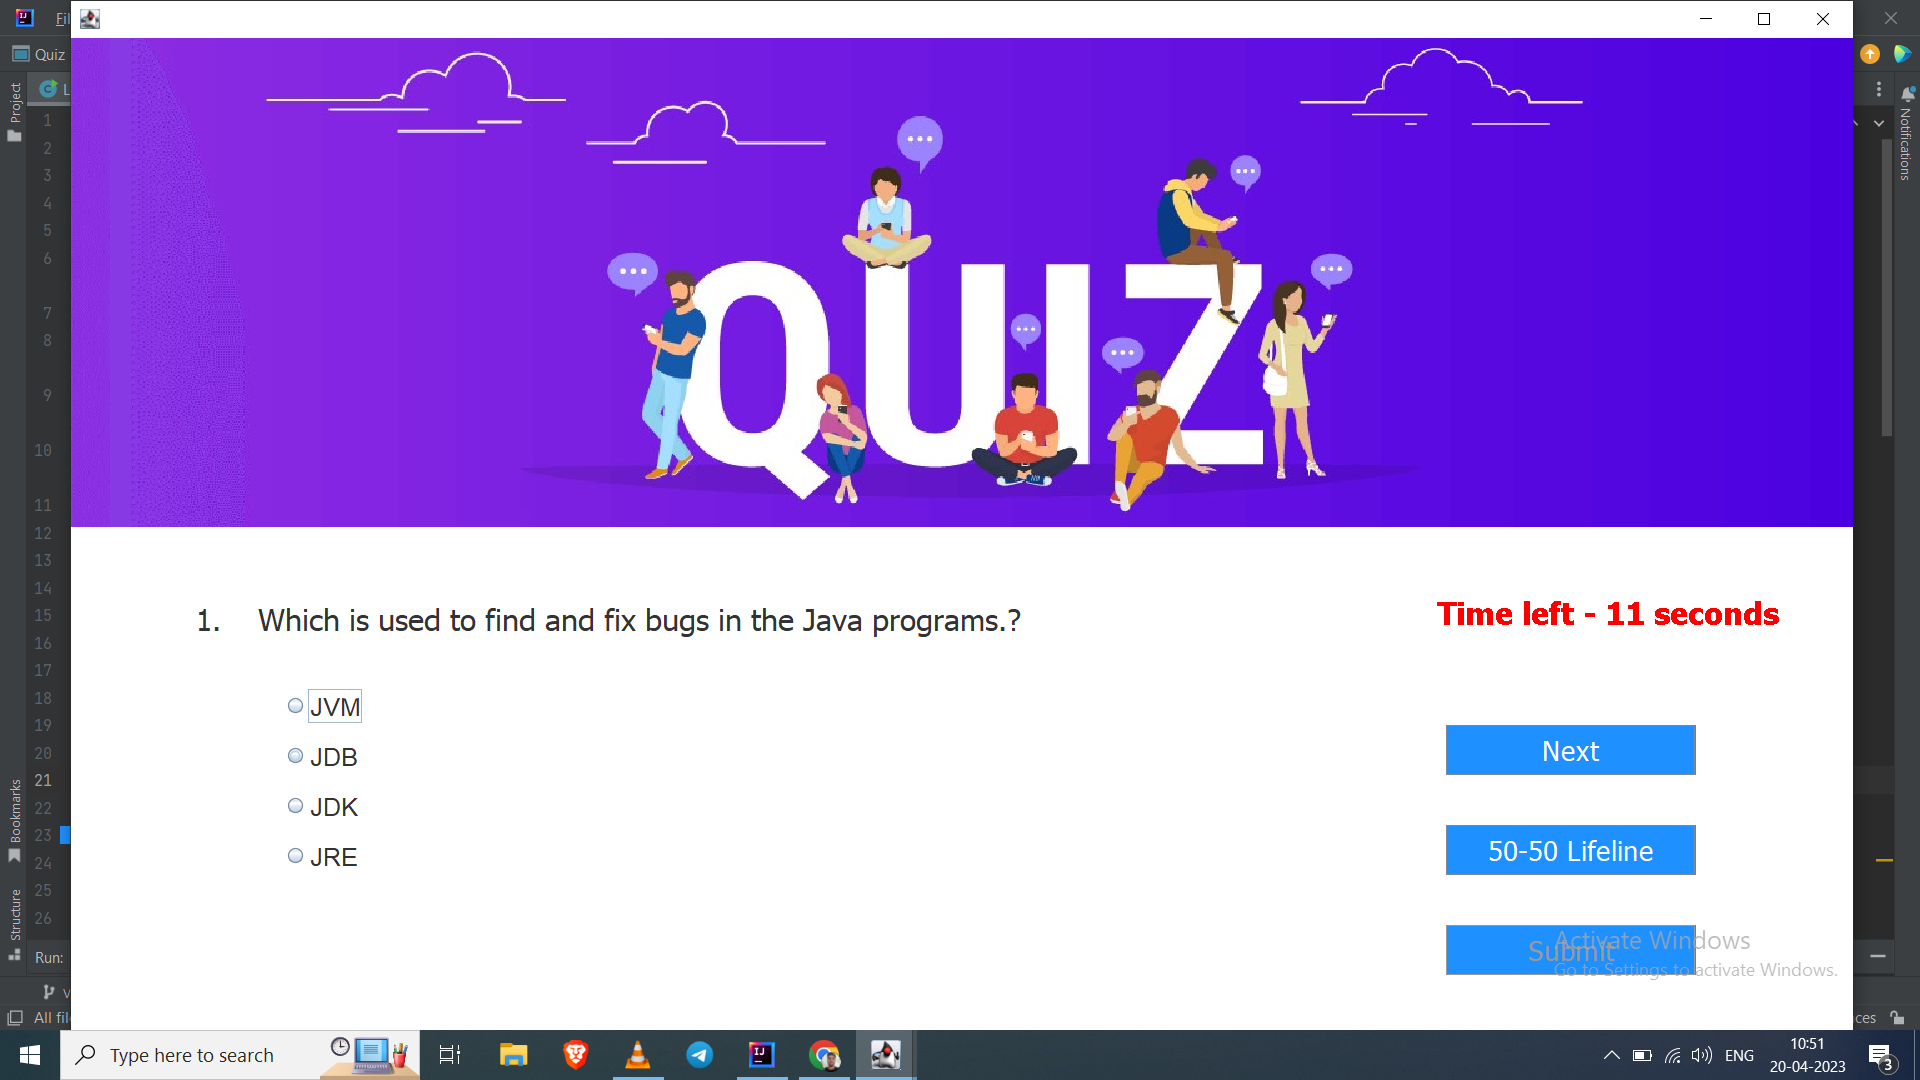 Fil
Quiz
L
Project
Notifications
1
2
3
4
5
6
7
8
9
10
11
12
13
14
15
16
17
18
19
20
21
22
23
24
25
26
QUIZ
1. Which is used to find and fix bugs in the Java programs.?
Time left - 11 seconds
JVM
JDB
JDK
JRE
Next
50-50 Lifeline
Submit
Activate Windows
Go to Settings to activate Windows.
Bookmarks
Structure
Run:
All fil
ces
Type here to search
ENG
10:51
20-04-2023
3